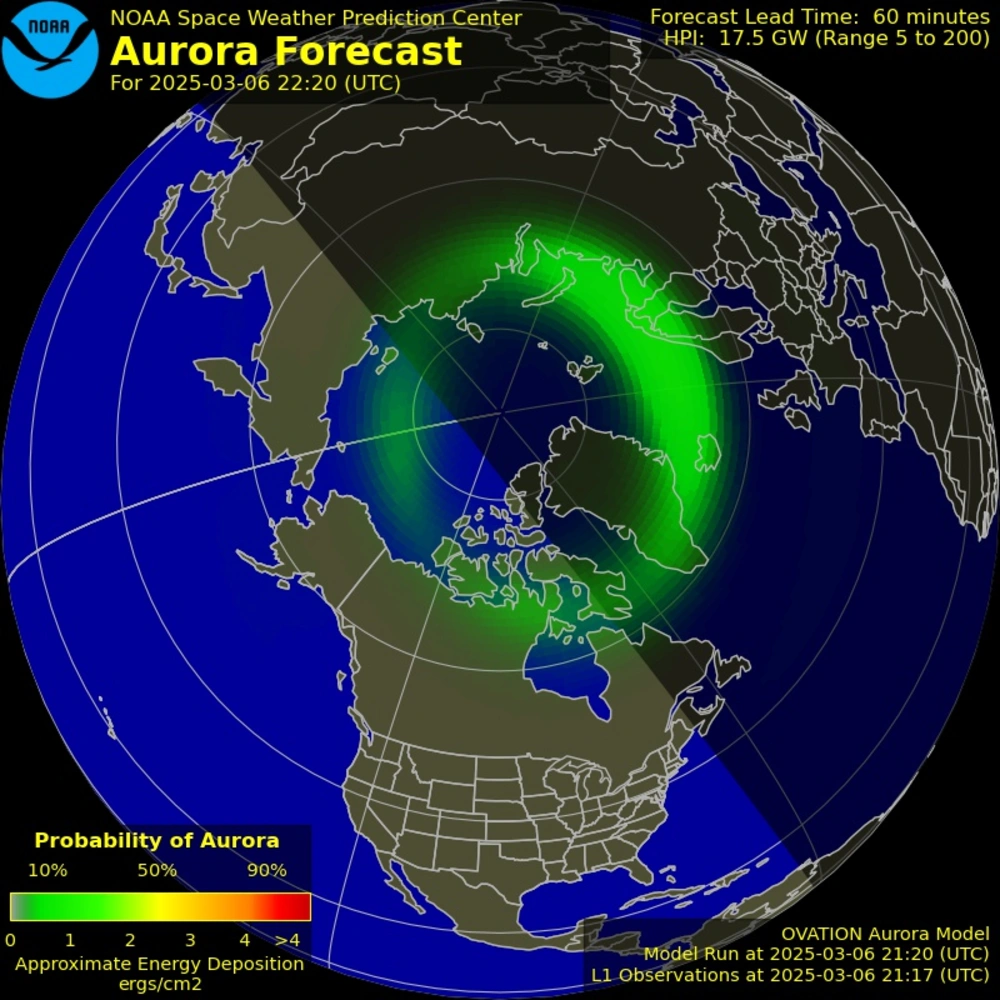 NOAA
NOAA Space Weather Prediction Center
Aurora Forecast
For 2025-03-06 22:20 (UTC)
Forecast Lead Time: 60 minutes
HPI: 17.5 GW (Range 5 to 200)
Probability of Aurora
10% 50% 90%
0 1 2 3 4 >4
Approximate Energy Deposition
ergs/cm2
OVATION Aurora Model
Model Run at 2025-03-06 21:20 (UTC)
L1 Observations at 2025-03-06 21:17 (UTC)